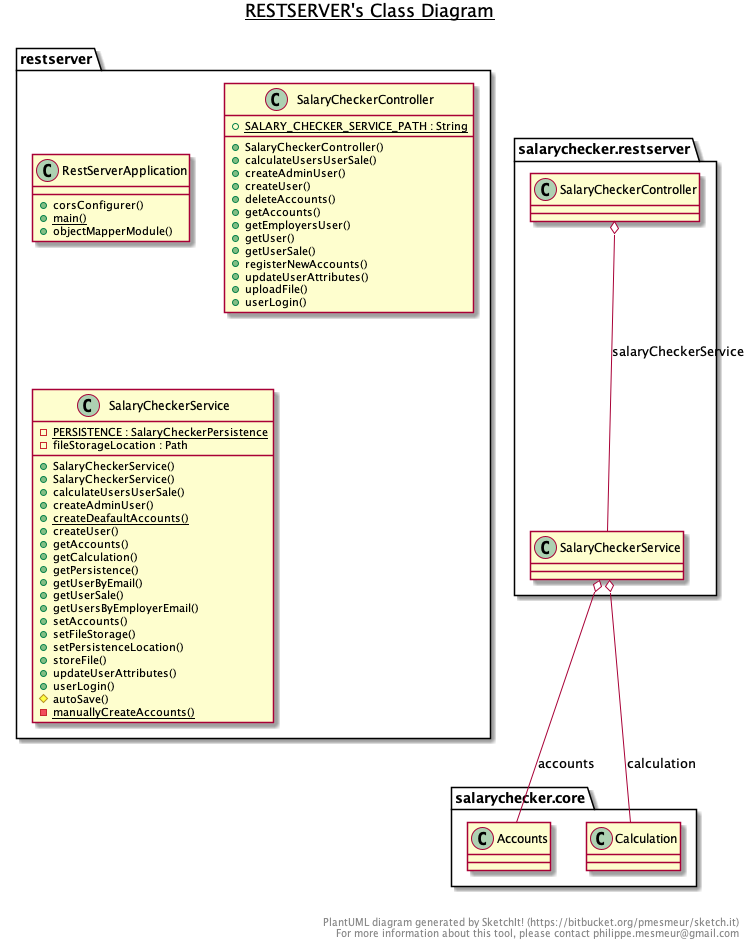 RESTSERVER's Class Diagram
restserver
C SalaryCheckerController
SALARY_CHECKER_SERVICE_PATH : String
SalaryCheckerController()
calculateUsersUserSale()
createAdminUser()
createUser()
deleteAccounts()
getAccounts()
getEmployersUser()
getUser()
getUserSale()
registerNewAccounts()
updateUserAttributes()
uploadFile()
userLogin()
C RestServerApplication
corsConfigurer()
main()
objectMapperModule()
C SalaryCheckerService
PERSISTENCE : SalaryCheckerPersistence
fileStorageLocation : Path
SalaryCheckerService()
SalaryCheckerService()
calculateUsersUserSale()
createAdminUser()
createDeafaultAccounts()
createUser()
getAccounts()
getCalculation()
getPersistence()
getUserByEmail()
getUserSale()
getUsersByEmployerEmail()
setAccounts()
setFileStorage()
setPersistenceLocation()
storeFile()
updateUserAttributes()
userLogin()
autoSave()
manuallyCreateAccounts()
salarychecker.restserver
C SalaryCheckerController
salaryCheckerService
C SalaryCheckerService
accounts
calculation
salarychecker.core
C Accounts
C Calculation
PlantUML diagram generated by SketchIt! (https://bitbucket.org/pmesmeur/sketch.it)
For more information about this tool, please contact philippe.mesmeur@gmail.com